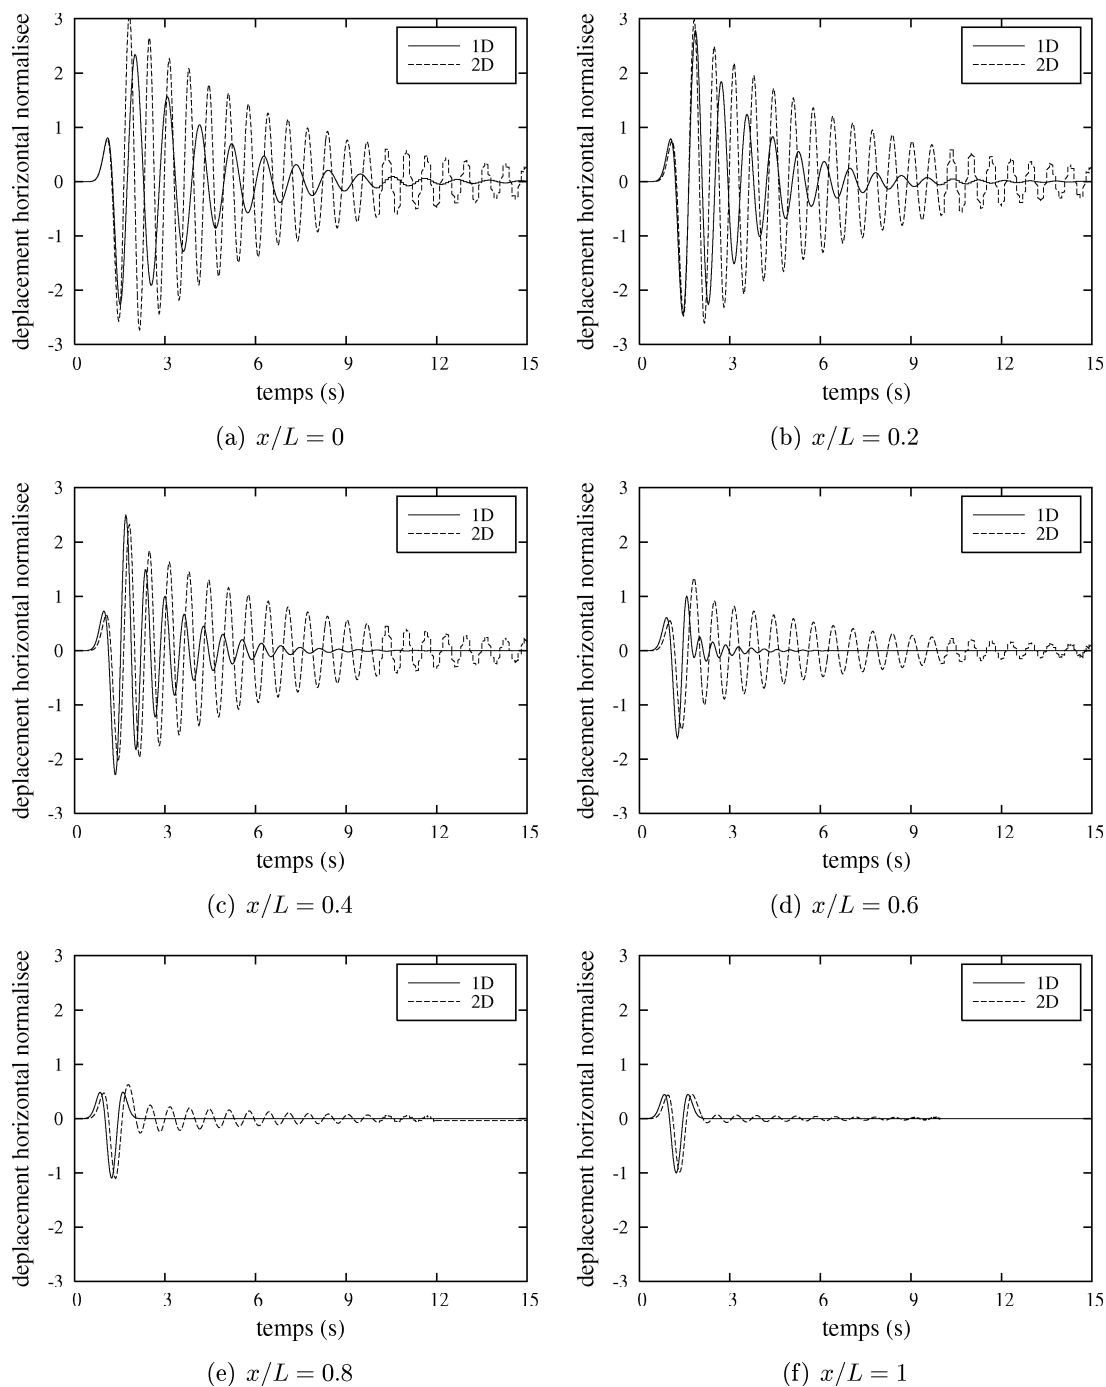 deplacement horizontal normalisee
3
2
1
0
-1
-2
-3
1D
2D
0 3 6 9 12 15
temps (s)
(a) x/L = 0
deplacement horizontal normalisee
3
2
1
0
-1
-2
-3
1D
2D
0 3 6 9 12 15
temps (s)
(b) x/L = 0.2
deplacement horizontal normalisee
3
2
1
0
-1
-2
-3
1D
2D
0 3 6 9 12 15
temps (s)
(c) x/L = 0.4
deplacement horizontal normalisee
3
2
1
0
-1
-2
-3
1D
2D
0 3 6 9 12 15
temps (s)
(d) x/L = 0.6
deplacement horizontal normalisee
3
2
1
0
-1
-2
-3
1D
2D
0 3 6 9 12 15
temps (s)
(e) x/L = 0.8
deplacement horizontal normalisee
3
2
1
0
-1
-2
-3
1D
2D
0 3 6 9 12 15
temps (s)
(f) x/L = 1